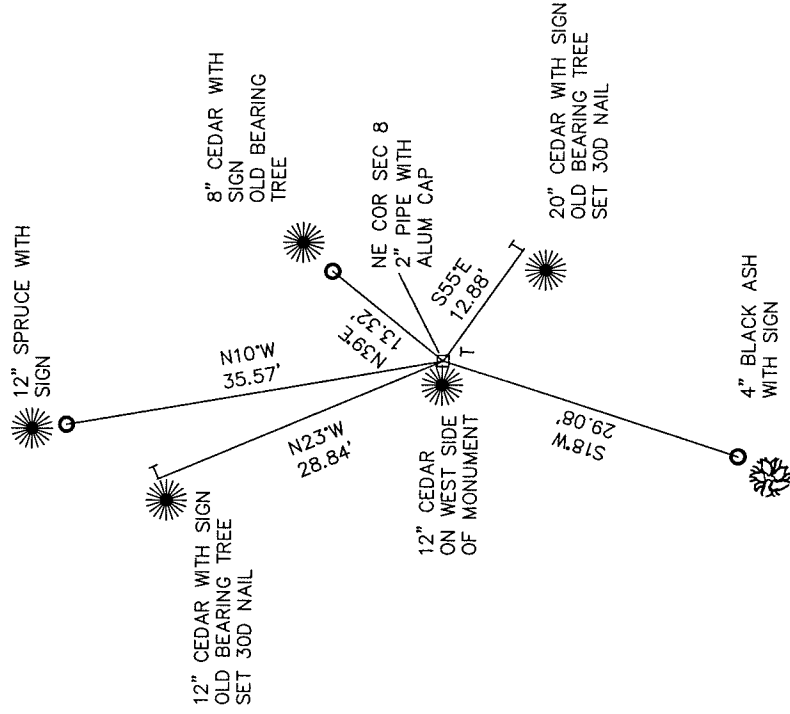 12" SPRUCE WITH
SIGN
8" CEDAR WITH
SIGN
OLD BEARING
TREE
NE COR SEC 8
2" PIPE WITH
ALUM CAP
20" CEDAR WITH SIGN
OLD BEARING TREE
SET 30D NAIL
N10°W
35.57'
N39°E
13.32'
S55°E
12.88'
N23°W
28.84'
S18°W
29.08'
12" CEDAR WITH SIGN
OLD BEARING TREE
SET 30D NAIL
12" CEDAR
ON WEST SIDE
OF MONUMENT
4" BLACK ASH
WITH SIGN